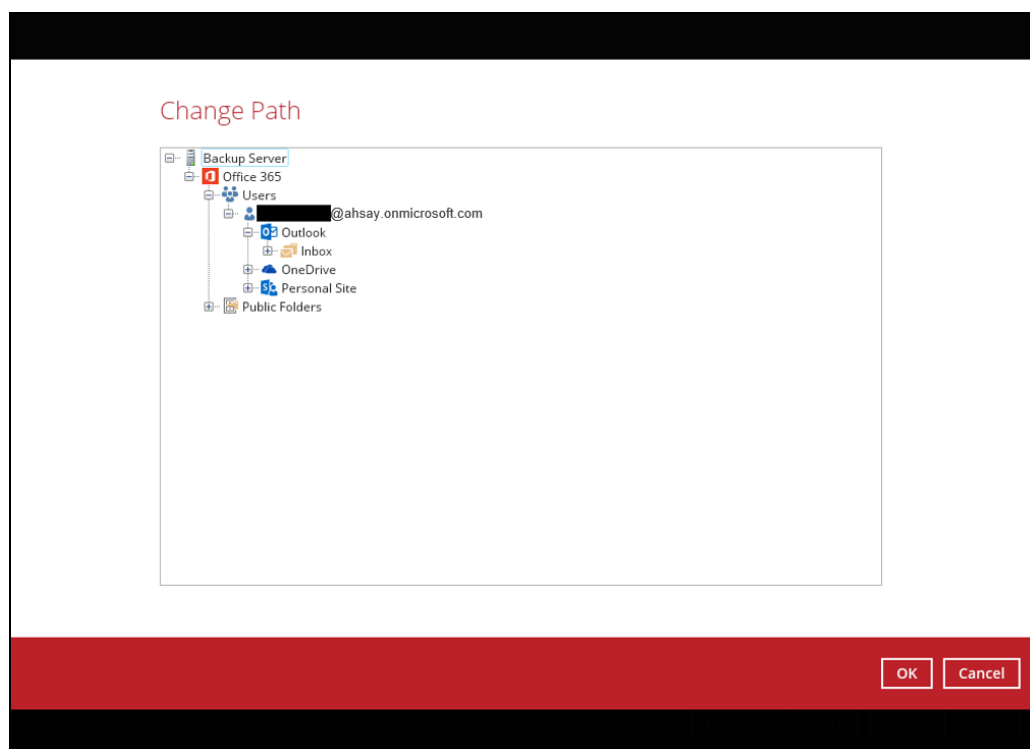 Change Path
Backup Server
Office 365
Users
@ahsay.onmicrosoft.com
Outlook
Inbox
OneDrive
Personal Site
Public Folders
OK Cancel